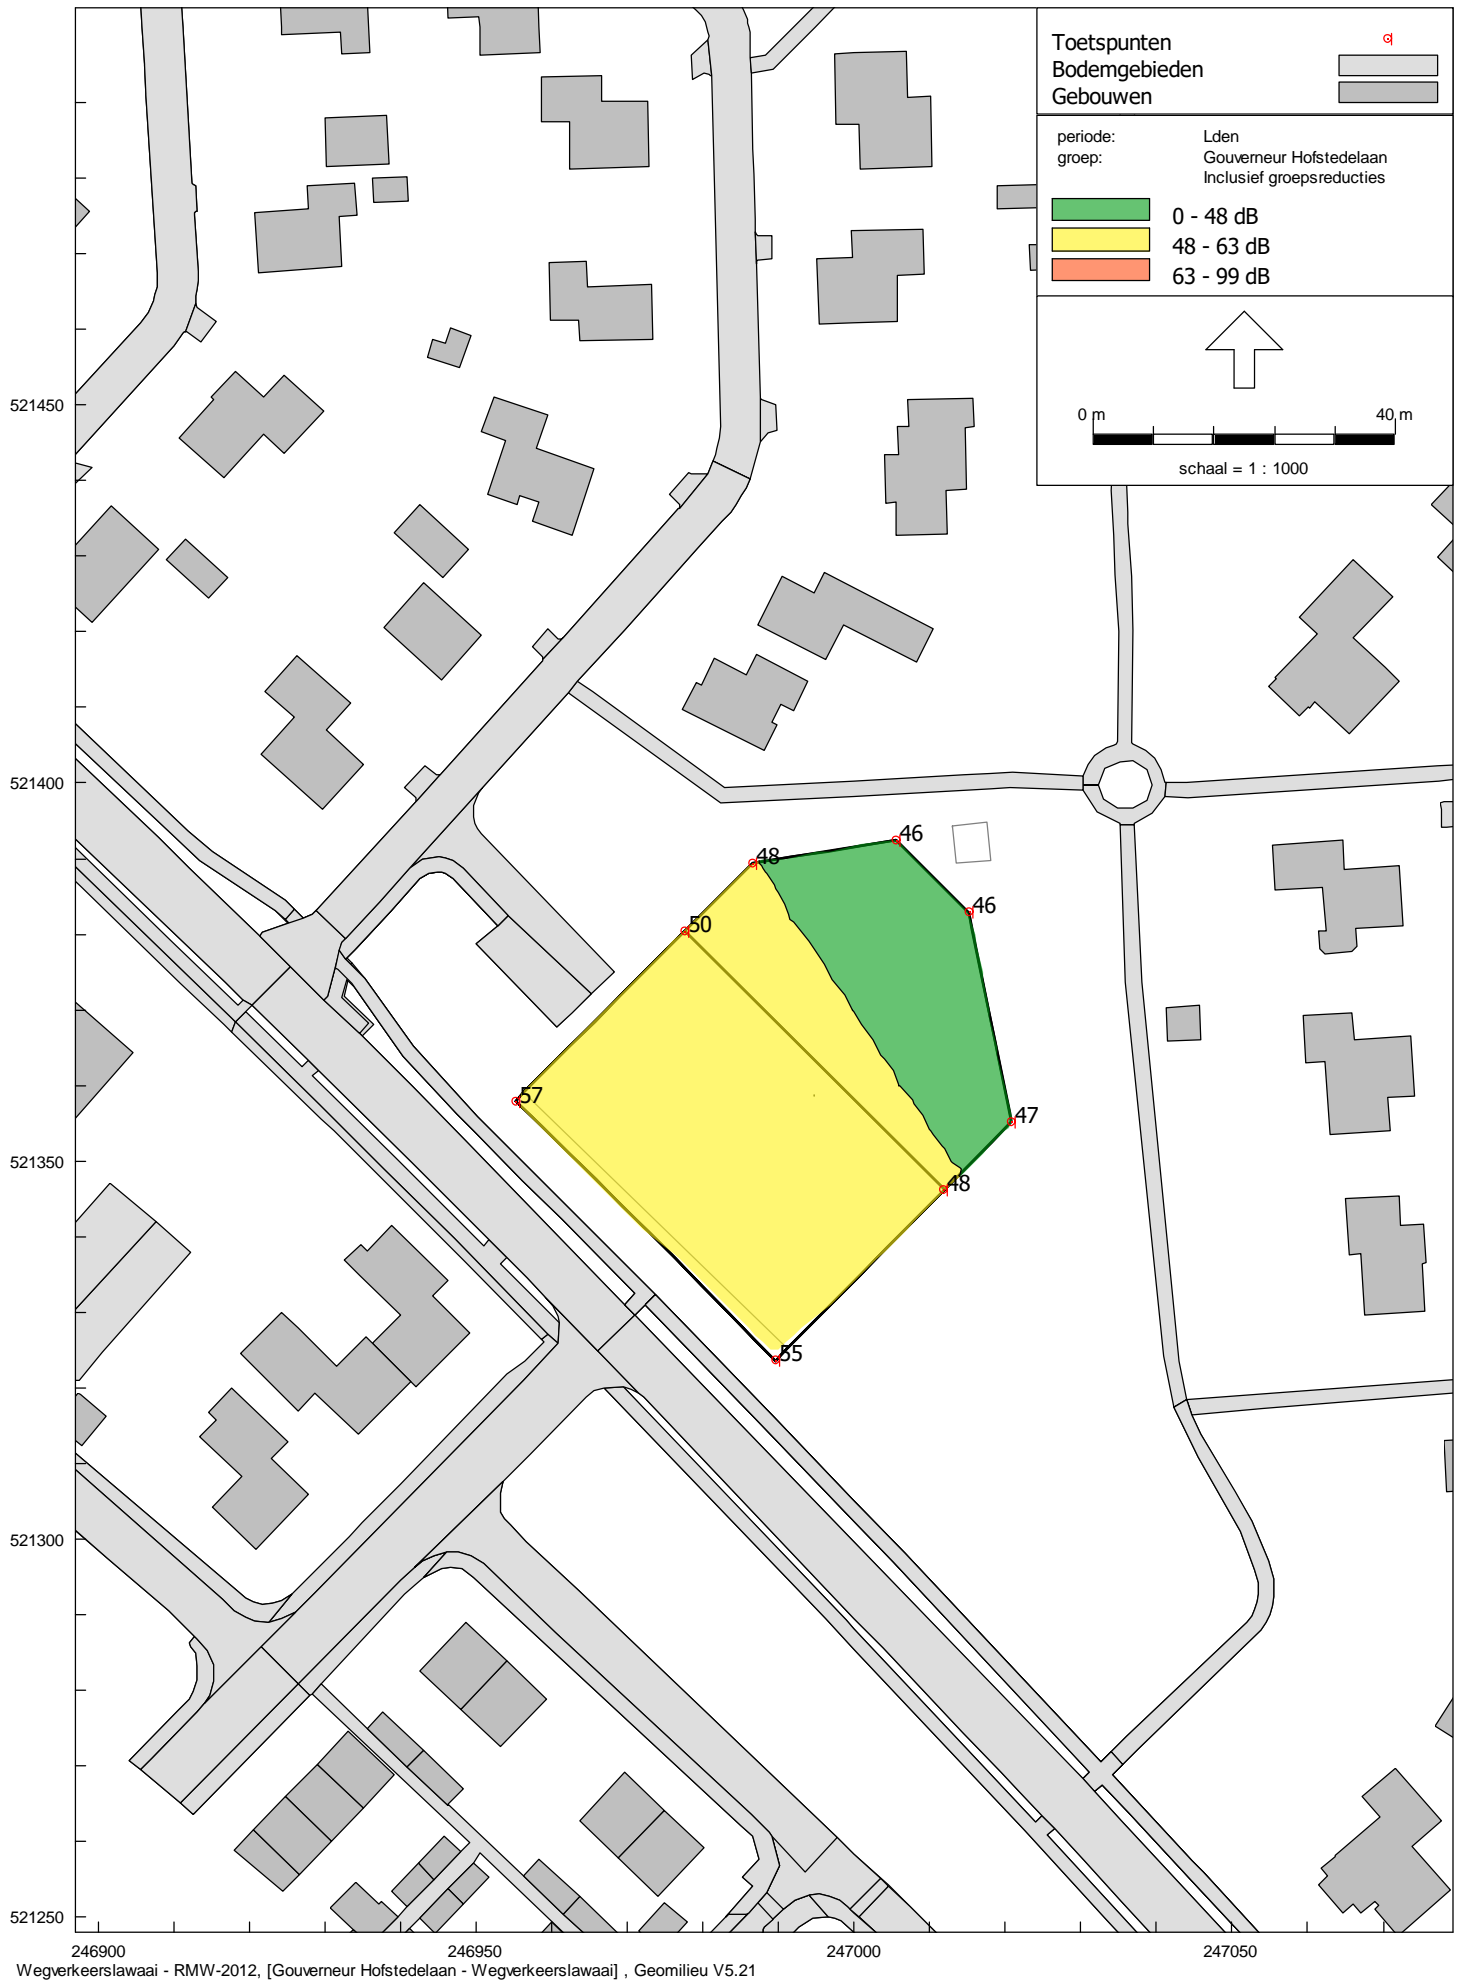 Toetspunten
Bodemgebieden
Gebouwen
periode: Lden
groep: Gouverneur Hofstedelaan
Inclusief groepsreducties
0 - 48 dB
48 - 63 dB
63 - 99 dB
0 m 40 m
schaal = 1 : 1000
521450
521400
46
48
46
50
57
47
521350
48
55
521300
521250
246900 246950 247000 247050
Wegverkeerslawaai - RMW-2012, [Gouverneur Hofstedelaan - Wegverkeerslawaai] , Geomilieu V5.21